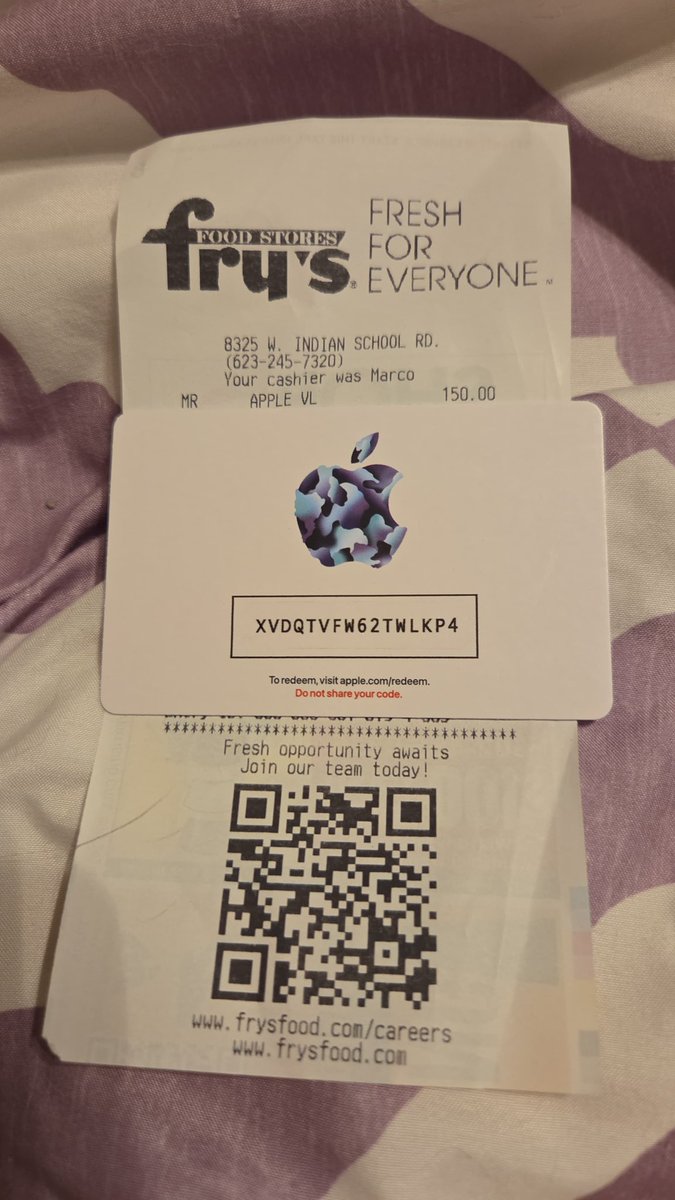 fry's FOOD STORES
FRESH
FOR
EVERYONE™
8325 W. INDIAN SCHOOL RD.
(623-245-7320)
Your cashier was Marco
MR APPLE VL 150.00
XVDQTVFW62TWLKP4
To redeem, visit apple.com/redeem.
Do not share your code.
*************************************
Fresh opportunity awaits
Join our team today!
www.frysfood.com/careers
www.frysfood.com